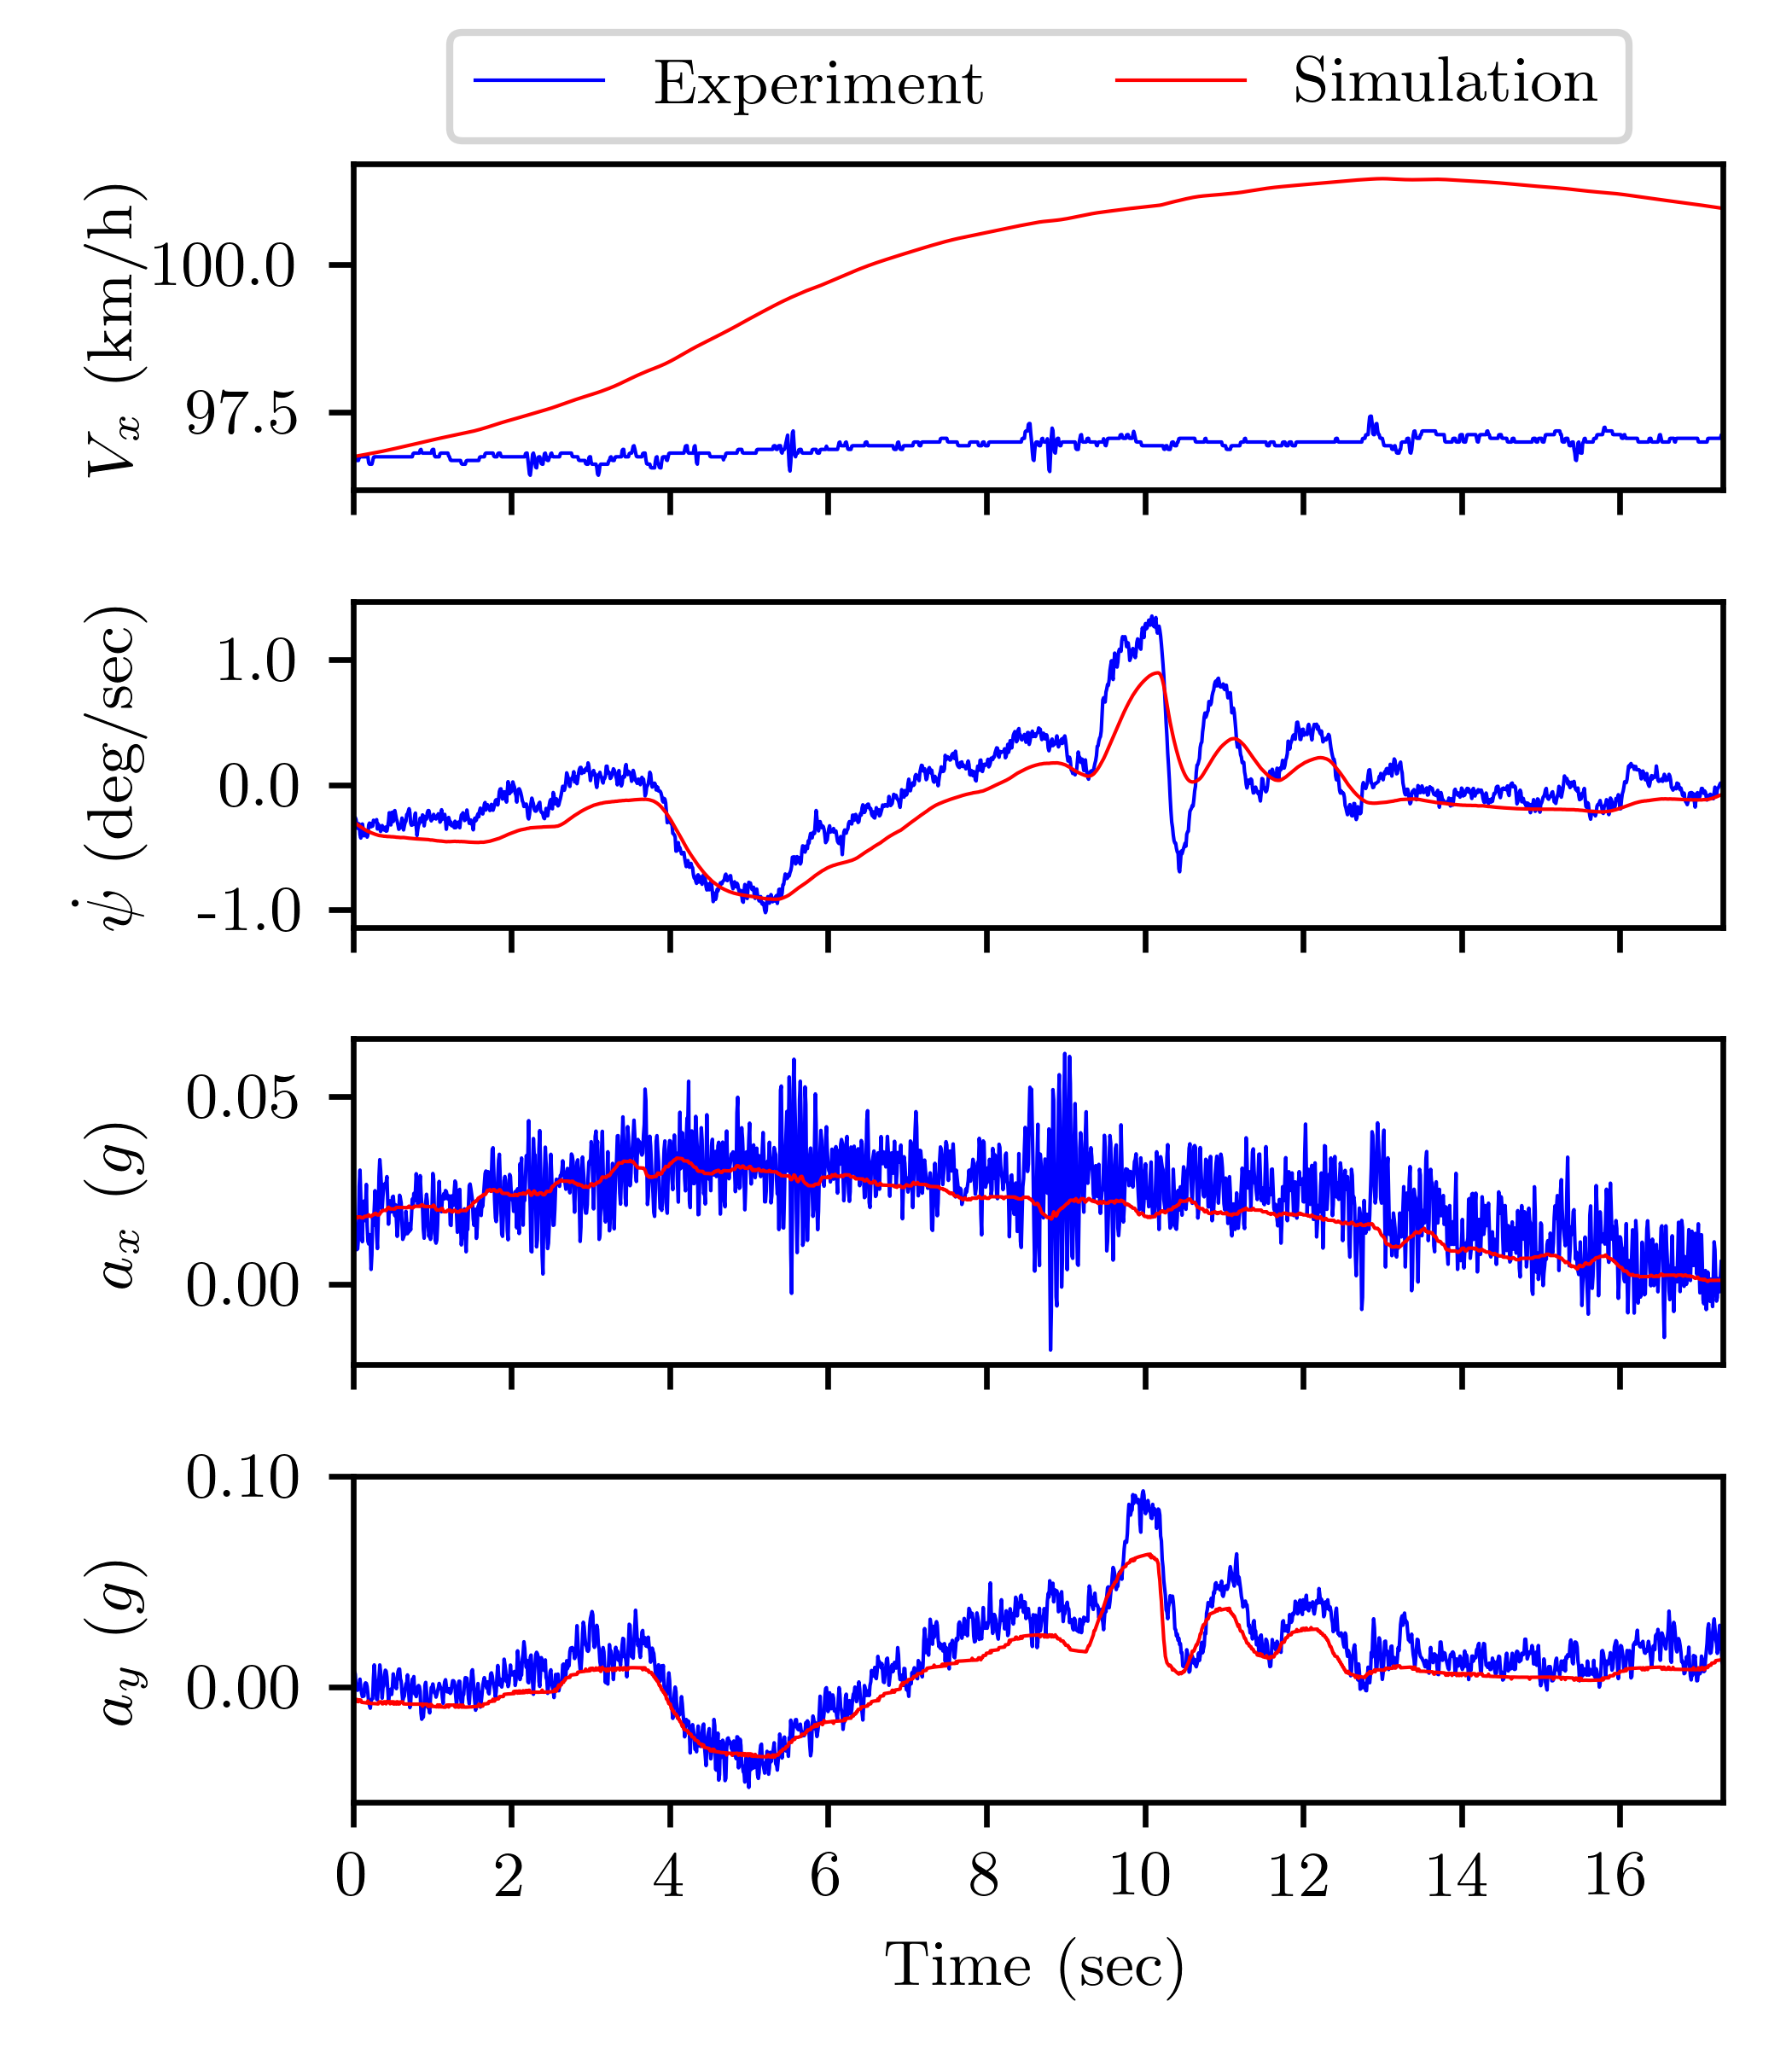 Experiment Simulation
V_x (km/h)
100.0
97.5
ψ̇ (deg/sec)
1.0
0.0
-1.0
a_x (g)
0.05
0.00
a_y (g)
0.10
0.00
0 2 4 6 8 10 12 14 16
Time (sec)